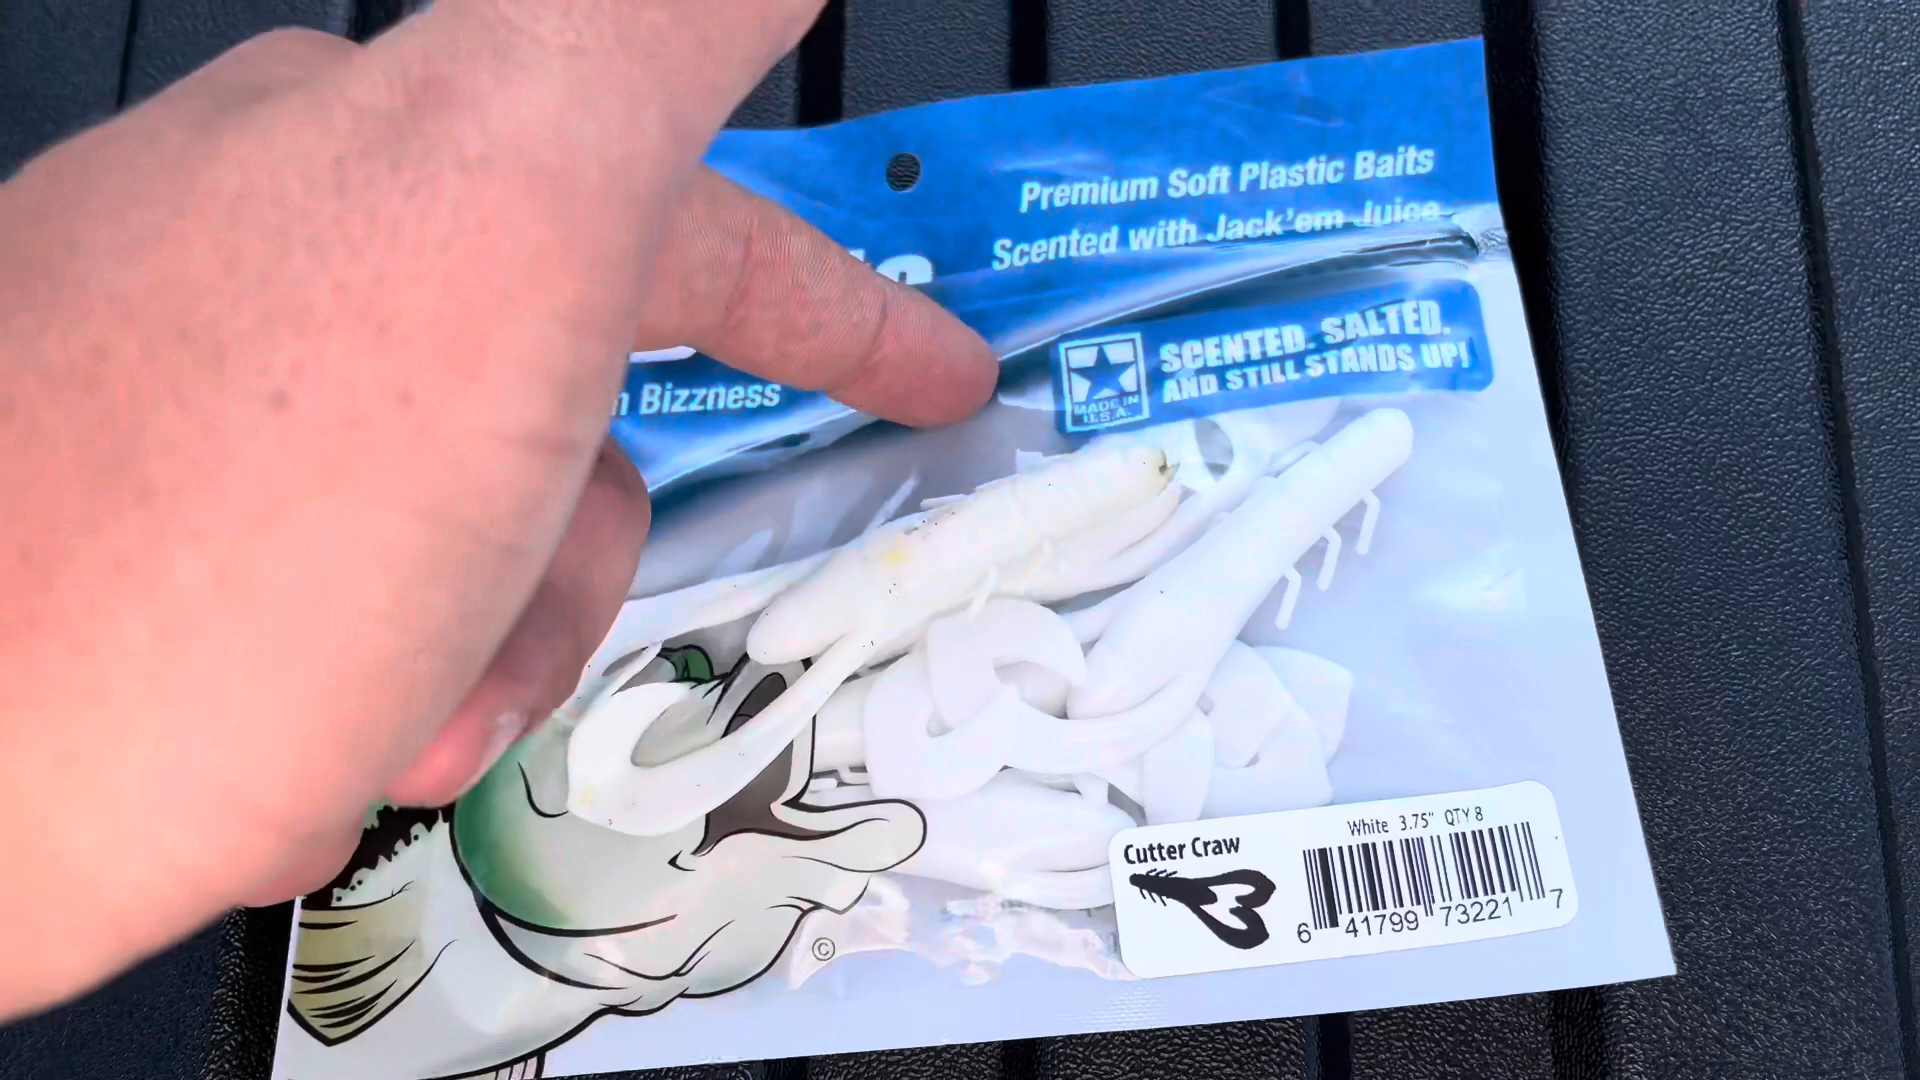 Premium Soft Plastic Baits
Scented with Jack'em Juice
Bizzness
MADE IN
U.S.A.
SCENTED. SALTED.
AND STILL STANDS UP!
Cutter Craw
White 3.75" QTY 8
6 41799 73221 7
©